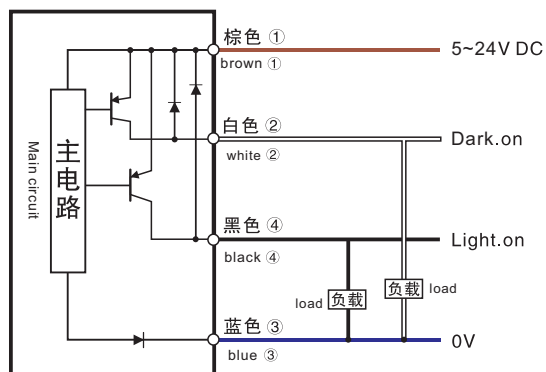 棕色 ①
brown ①
5~24V DC
白色 ②
white ②
Dark.on
Main circuit
主电路
黑色 ④
black ④
Light.on
load 负载
负载 load
蓝色 ③
blue ③
0V